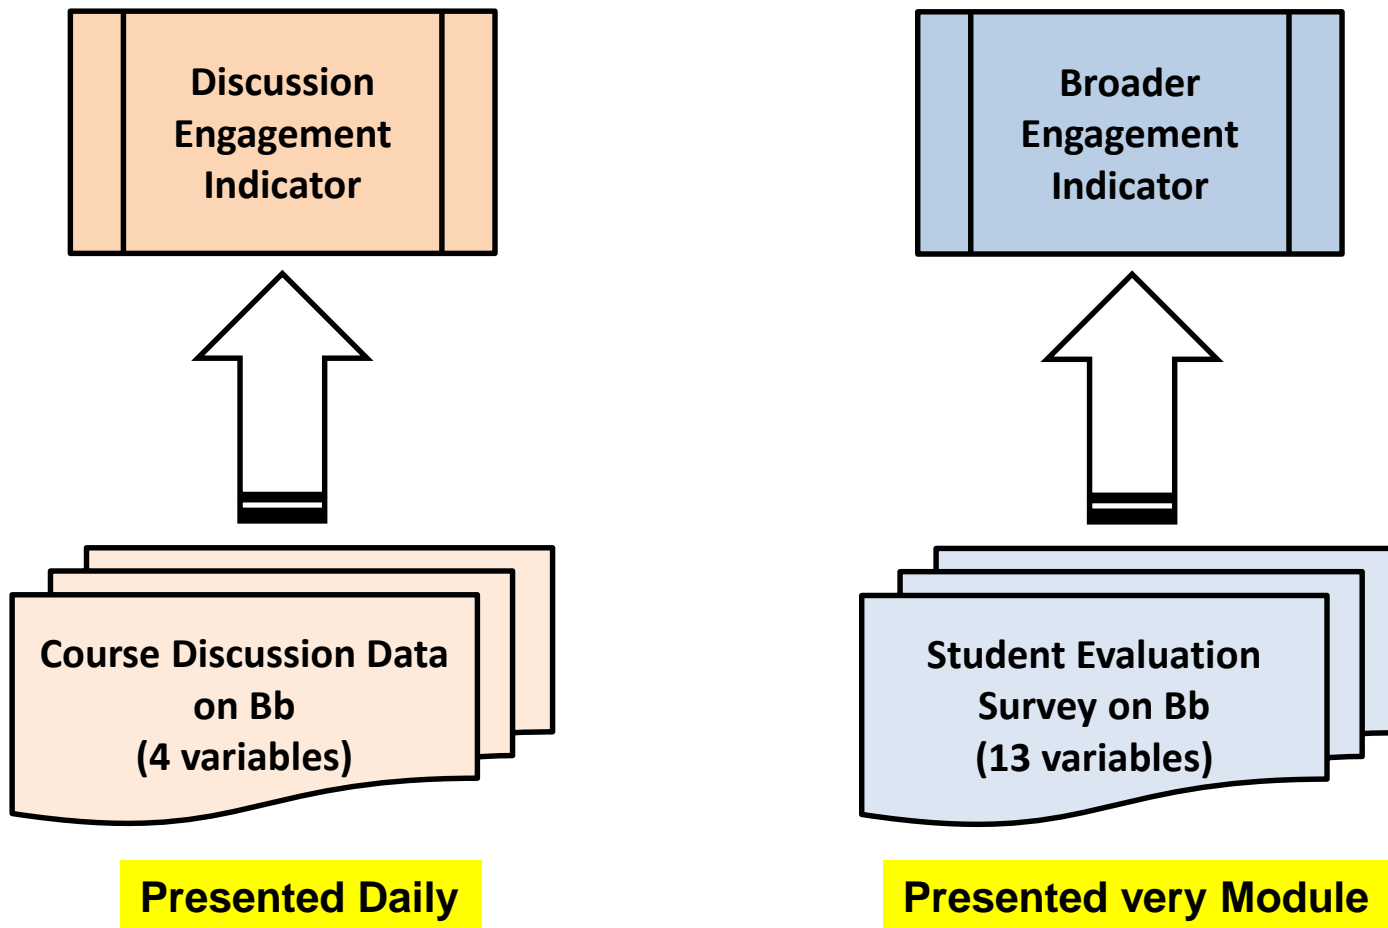 Discussion
Engagement
Indicator
Broader
Engagement
Indicator
Course Discussion Data
on Bb
(4 variables)
Student Evaluation
Survey on Bb
(13 variables)
Presented Daily
Presented very Module